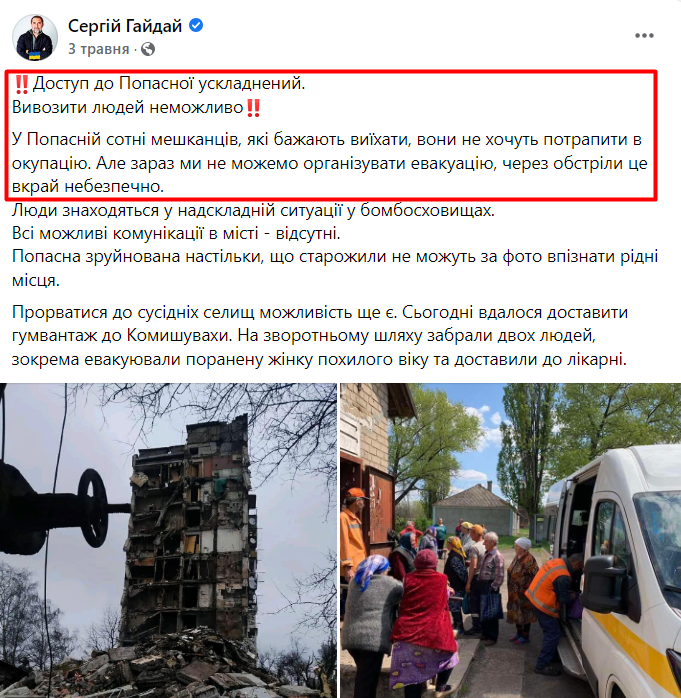 Сергій Гайдай
3 травня ·
‼️Доступ до Попасної ускладнений.
Вивозити людей неможливо‼️
У Попасній сотні мешканців, які бажають виїхати, вони не хочуть потрапити в
окупацію. Але зараз ми не можемо організувати евакуацію, через обстріли це
вкрай небезпечно.
Люди знаходяться у надскладній ситуації у бомбосховищах.
Всі можливі комунікації в місті - відсутні.
Попасна зруйнована настільки, що старожили не можуть за фото впізнати рідні
місця.
Прорватися до сусідніх селищ можливість ще є. Сьогодні вдалося доставити
гумвантаж до Комишувахи. На зворотньому шляху забрали двох людей,
зокрема евакуювали поранену жінку похилого віку та доставили до лікарні.